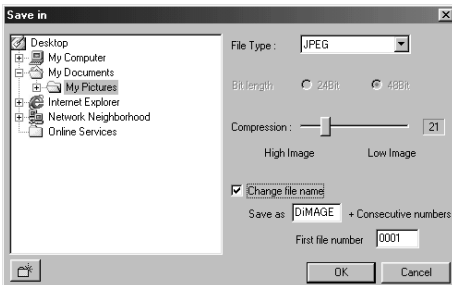 Save in
Desktop
My Computer
My Documents
My Pictures
Internet Explorer
Network Neighborhood
Online Services
File Type : JPEG
Bit length 24Bit 48Bit
Compression : 21
High Image Low Image
Change file name
Save as DiMAGE + Consecutive numbers
First file number 0001
OK Cancel